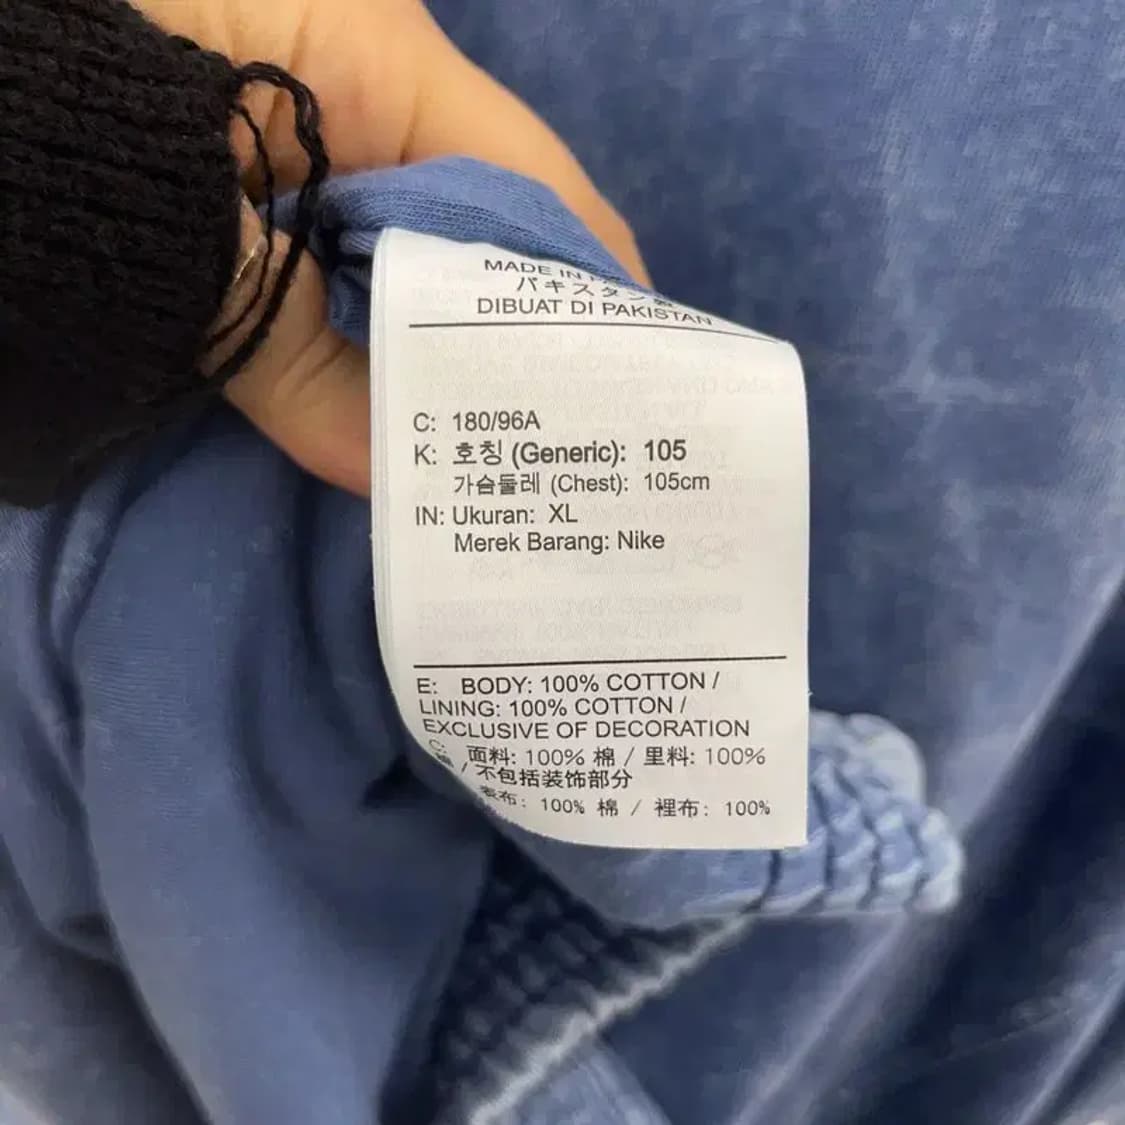 MADE IN
パキスタン製
DIBUAT DI PAKISTAN
C: 180/96A
K: 호칭 (Generic): 105
가슴둘레 (Chest): 105cm
IN: Ukuran: XL
Merek Barang: Nike
E: BODY: 100% COTTON /
LINING: 100% COTTON /
EXCLUSIVE OF DECORATION
C: 面料: 100% 棉 / 里料: 100%
棉 / 不包括装饰部分
表布: 100% 棉 / 裡布: 100%